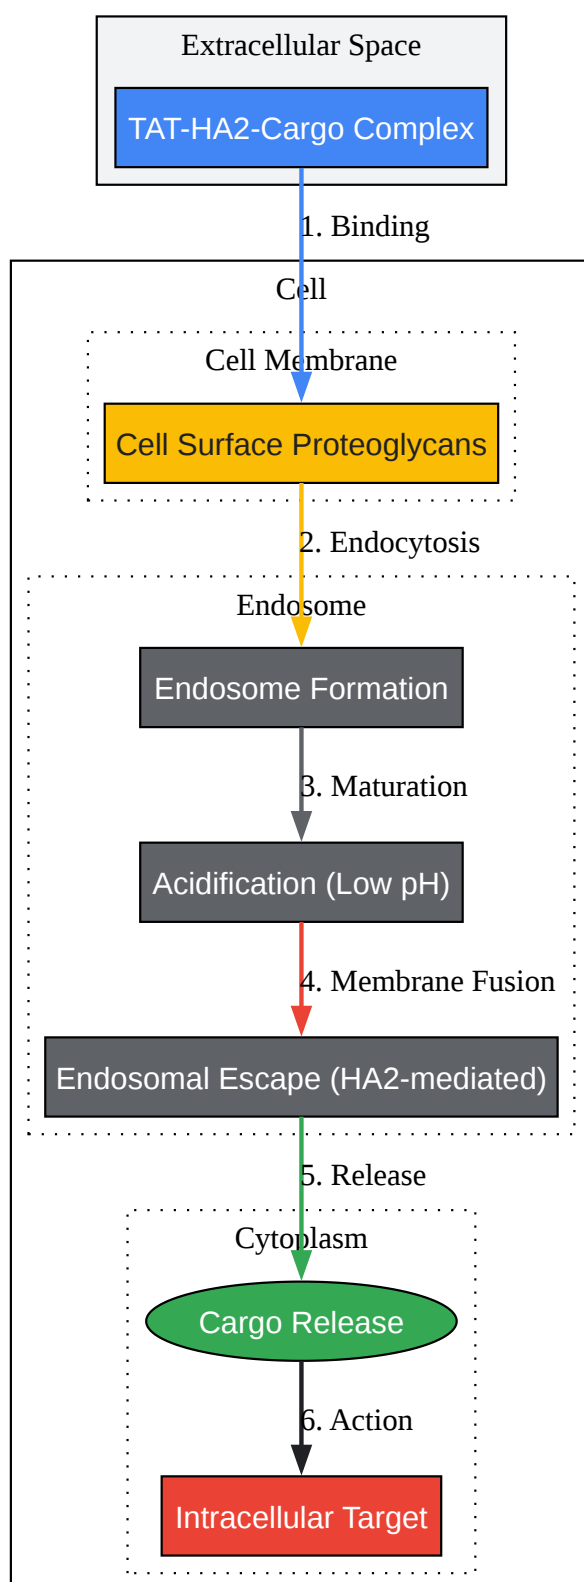 Extracellular Space
TAT-HA2-Cargo Complex
1. Binding
Cell
Cell Membrane
Cell Surface Proteoglycans
2. Endocytosis
Endosome
Endosome Formation
3. Maturation
Acidification (Low pH)
4. Membrane Fusion
Endosomal Escape (HA2-mediated)
5. Release
Cytoplasm
Cargo Release
6. Action
Intracellular Target